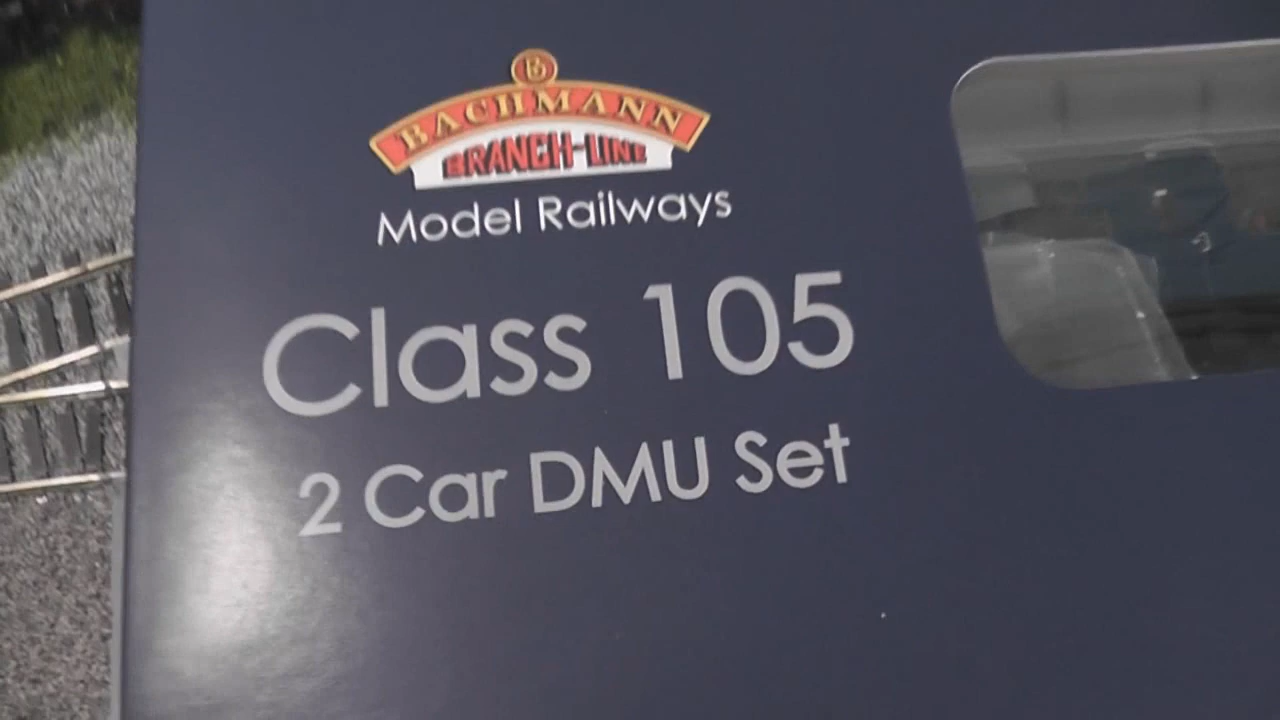 B
BACHMANN
BRANCH-LINE
Model Railways
Class 105
2 Car DMU Set